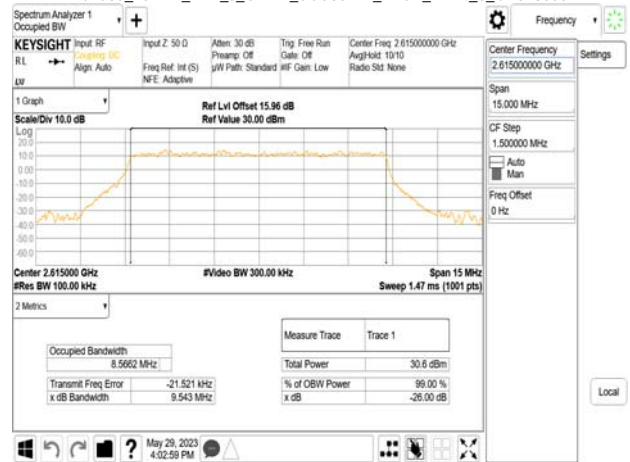 Spectrum Analyzer 1
Occupied BW
+
Frequency
KEYSIGHT
RL
Input: RF
Coupling: DC
Align: Auto
Input Z: 50 Ω
Freq Ref: Int (S)
NFE: Adaptive
Atten: 30 dB
Preamp: Off
µW Path: Standard
Trig: Free Run
Gate: Off
#IF Gain: Low
Center Freq: 2.615000000 GHz
Avg|Hold: 10/10
Radio Std: None
Center Frequency
2.615000000 GHz
Settings
Span
15.000 MHz
CF Step
1.500000 MHz
Auto
Man
Freq Offset
0 Hz
1 Graph
Scale/Div 10.0 dB
Ref Lvl Offset 15.96 dB
Ref Value 30.00 dBm
Log
20.0
10.0
0.00
-10.0
-20.0
-30.0
-40.0
-50.0
-60.0
Center 2.615000 GHz
#Res BW 100.00 kHz
#Video BW 300.00 kHz
Span 15 MHz
Sweep 1.47 ms (1001 pts)
2 Metrics
Measure Trace
Trace 1
Occupied Bandwidth
8.5662 MHz
Total Power
30.6 dBm
Transmit Freq Error
-21.521 kHz
% of OBW Power
99.00 %
x dB Bandwidth
9.543 MHz
x dB
-26.00 dB
Local
?
May 29, 2023
4:02:59 PM